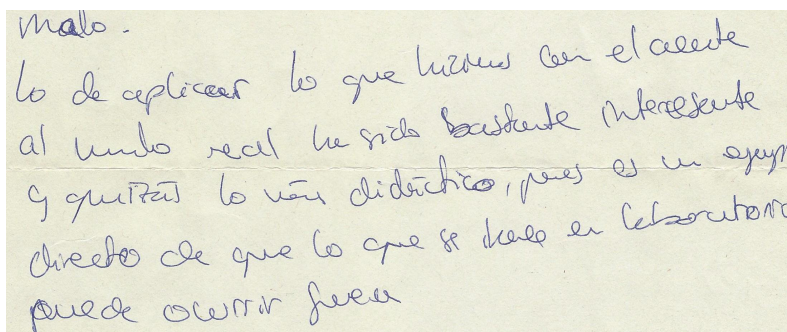 malo.
Lo de aplicar lo que hicimos con el aceite
al mundo real ha sido bastante interesante
y quizás lo más didáctico, pues es un ejemp
directo de que lo que se hace en laboratorio
puede ocurrir fuera